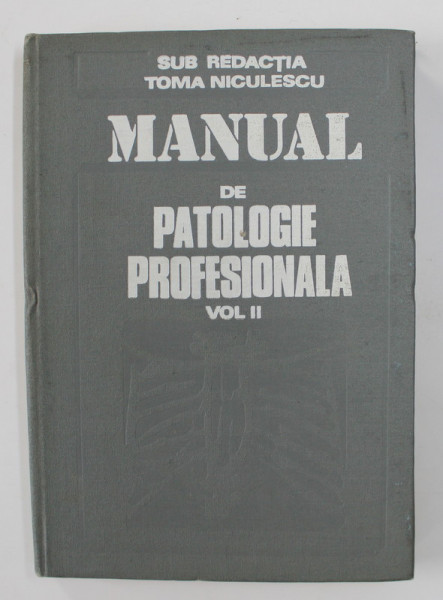 SUB REDACȚIA
TOMA NICULESCU
MANUAL
DE
PATOLOGIE
PROFESIONALA
VOL II